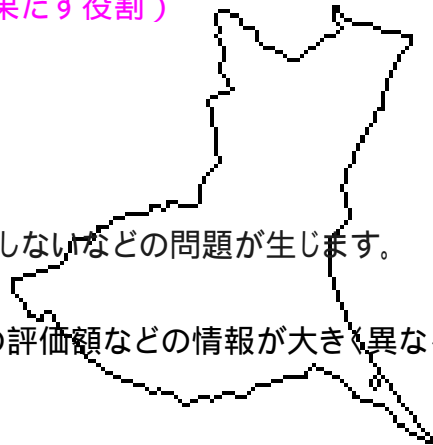 果たす役割）
しないなどの問題が生じます。
の評価額などの情報が大きく異な